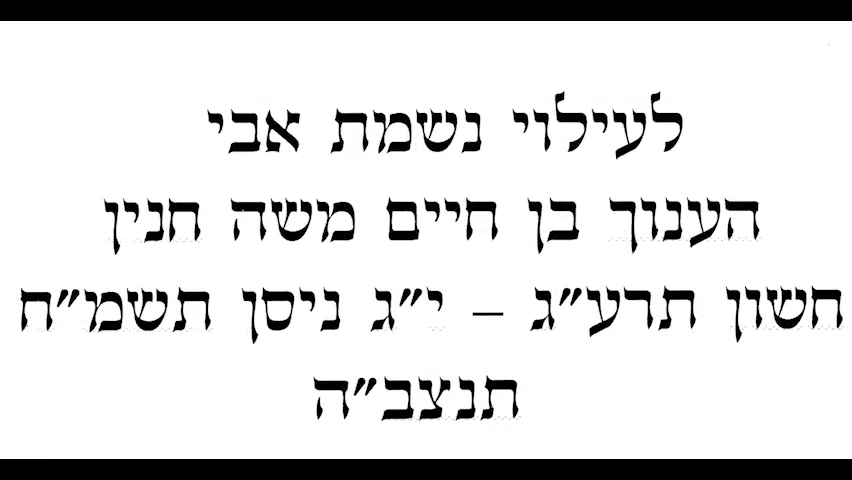 לעילוי נשמת אבי
הענוך בן חיים משה חנין
חשון תרע״ג – י״ג ניסן תשמ״ח
תנצב״ה